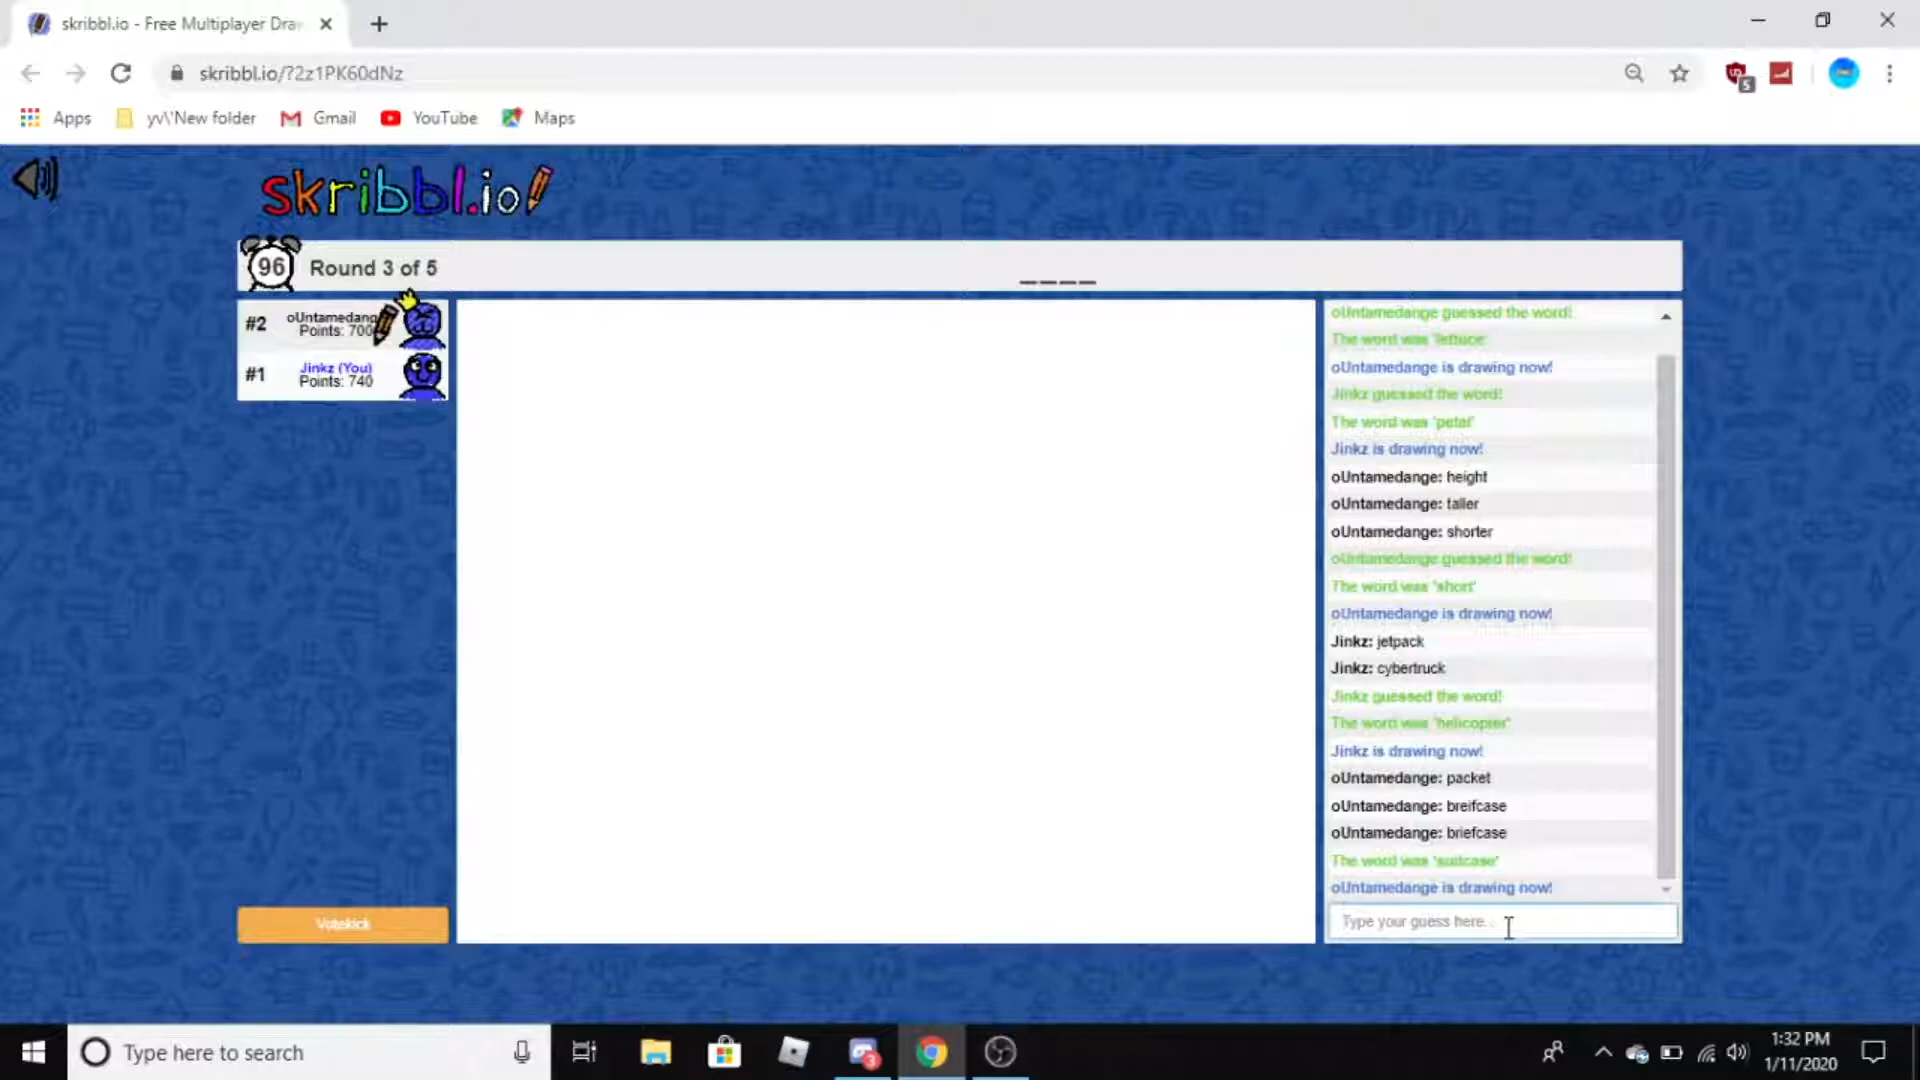 skribbl.io - Free Multiplayer Dra
skribbl.io/?2z1PK60dNz
Apps
yv\'New folder
Gmail
YouTube
Maps
5
skribbl.io
96
Round 3 of 5
____
#2
oUntamedang
Points: 700
#1
Jinkz (You)
Points: 740
oUntamedange guessed the word!
The word was 'lettuce'
oUntamedange is drawing now!
Jinkz guessed the word!
The word was 'petal'
Jinkz is drawing now!
oUntamedange: height
oUntamedange: taller
oUntamedange: shorter
oUntamedange guessed the word!
The word was 'short'
oUntamedange is drawing now!
Jinkz: jetpack
Jinkz: cybertruck
Jinkz guessed the word!
The word was 'helicopter'
Jinkz is drawing now!
oUntamedange: packet
oUntamedange: breifcase
oUntamedange: briefcase
The word was 'suitcase'
oUntamedange is drawing now!
Type your guess here...
Votekick
Type here to search
3
1:32 PM
1/11/2020